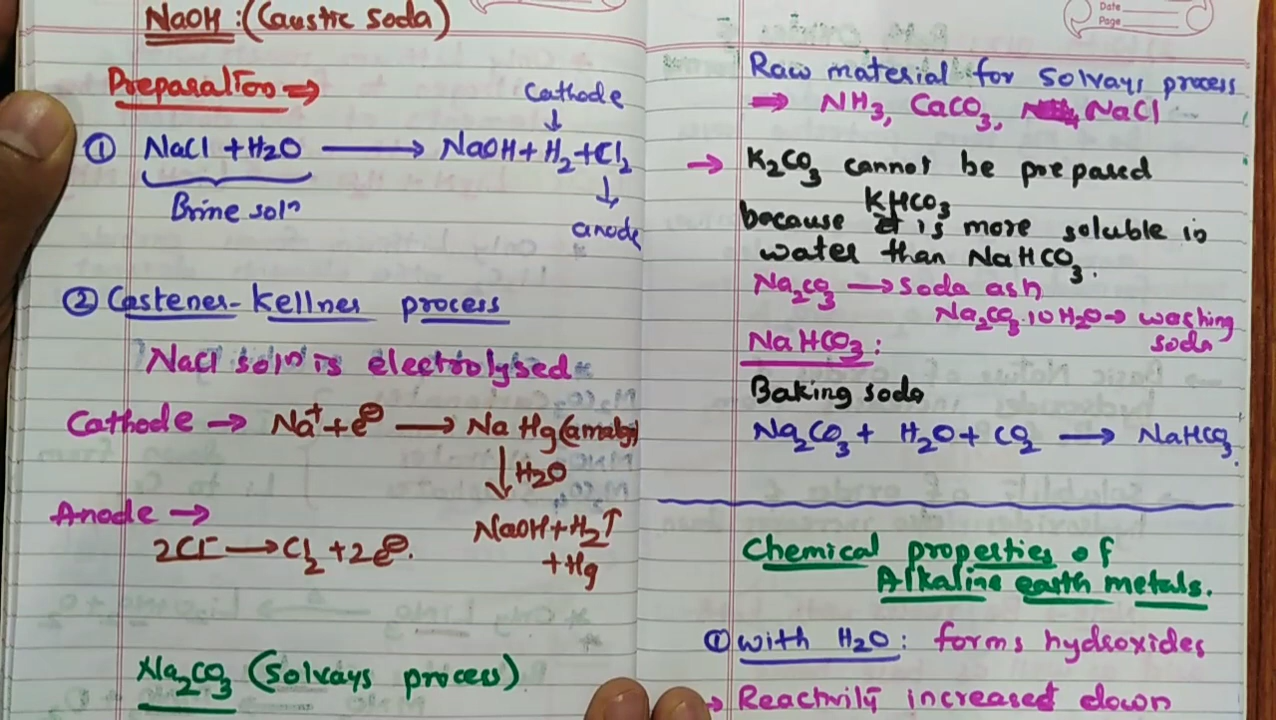 NaOH :(Caustic soda)
Preparation ⇒
Cathode
↓
① NaCl + H2O ⟶ NaOH + H2 + Cl2
↓
Brine solⁿ
anode
② Castener-Kellner process
NaCl solⁿ is electrolysed
Cathode → Na⁺ + e⊖ ⟶ Na Hg(amalg)
↓ H2O
Anode →
NaOH + H2↑
2Cl⁻ ⟶ Cl2 + 2e⊖.
+ Hg
Na2CO3 (Solvays process)
Date
Page
Raw material for Solvays process
⇒ NH3, CaCO3, NaCl
→ K2CO3 cannot be prepared
KHCO3
because is more soluble in
water than NaHCO3.
Na2CO3 ⟶ Soda ash
Na2CO3.10H2O → washing
soda
NaHCO3 :
Baking soda
Na2CO3 + H2O + CO2 ⟶ NaHCO3.
Chemical properties of
Alkaline earth metals.
① with H2O : forms hydroxides
→ Reactivity increased down